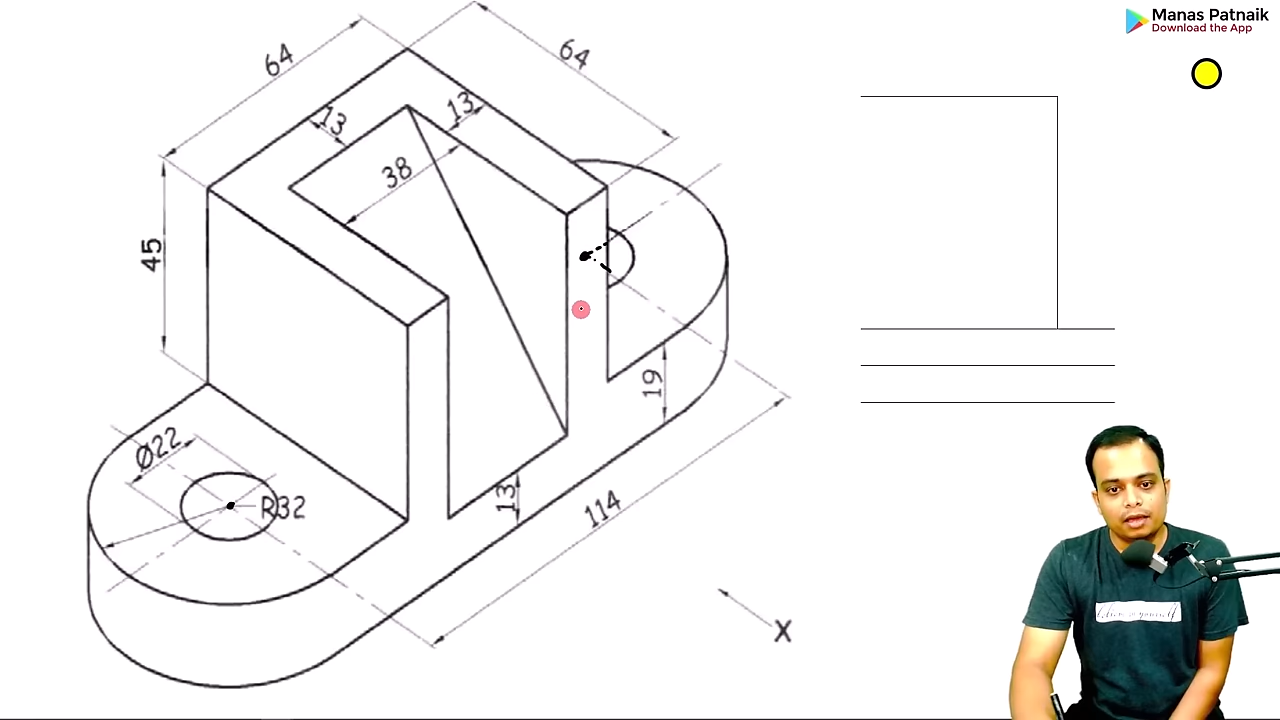 Manas Patnaik
Download the App
64
64
13
13
38
45
Ø22
R32
19
13
114
X